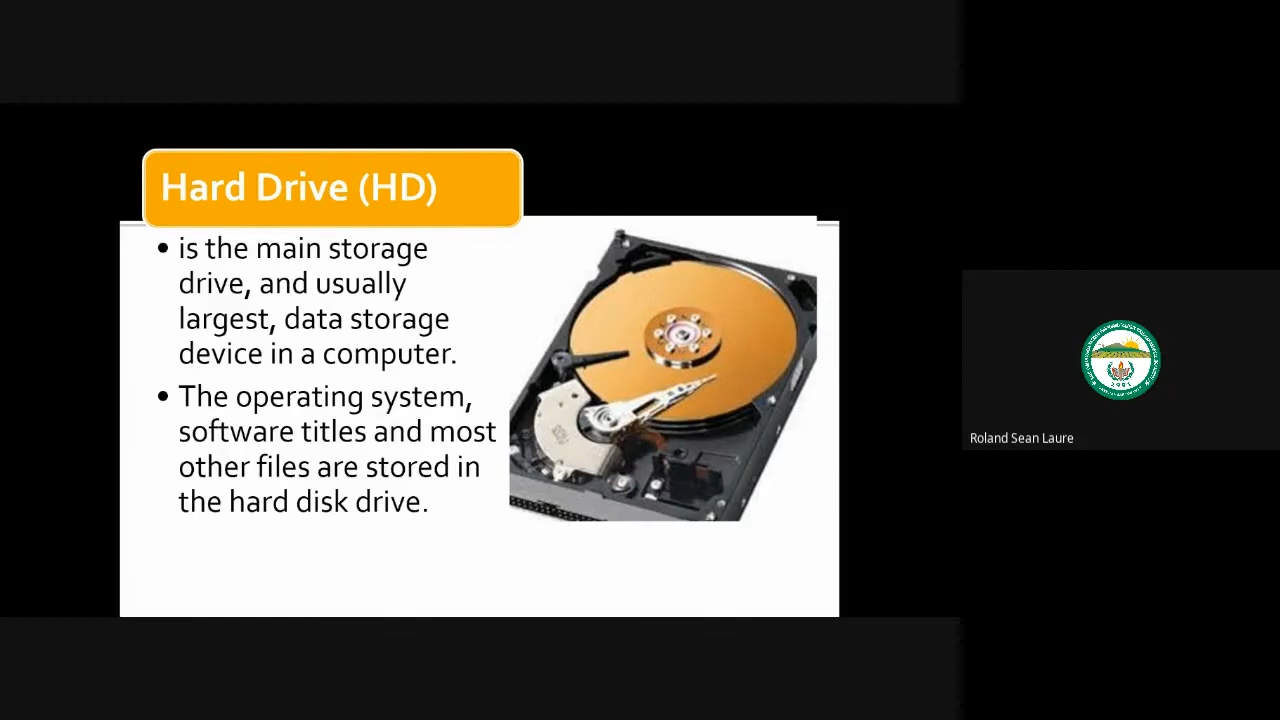 Hard Drive (HD)
• is the main storage
drive, and usually
largest, data storage
device in a computer.
• The operating system,
software titles and most
other files are stored in
the hard disk drive.
Roland Sean Laure